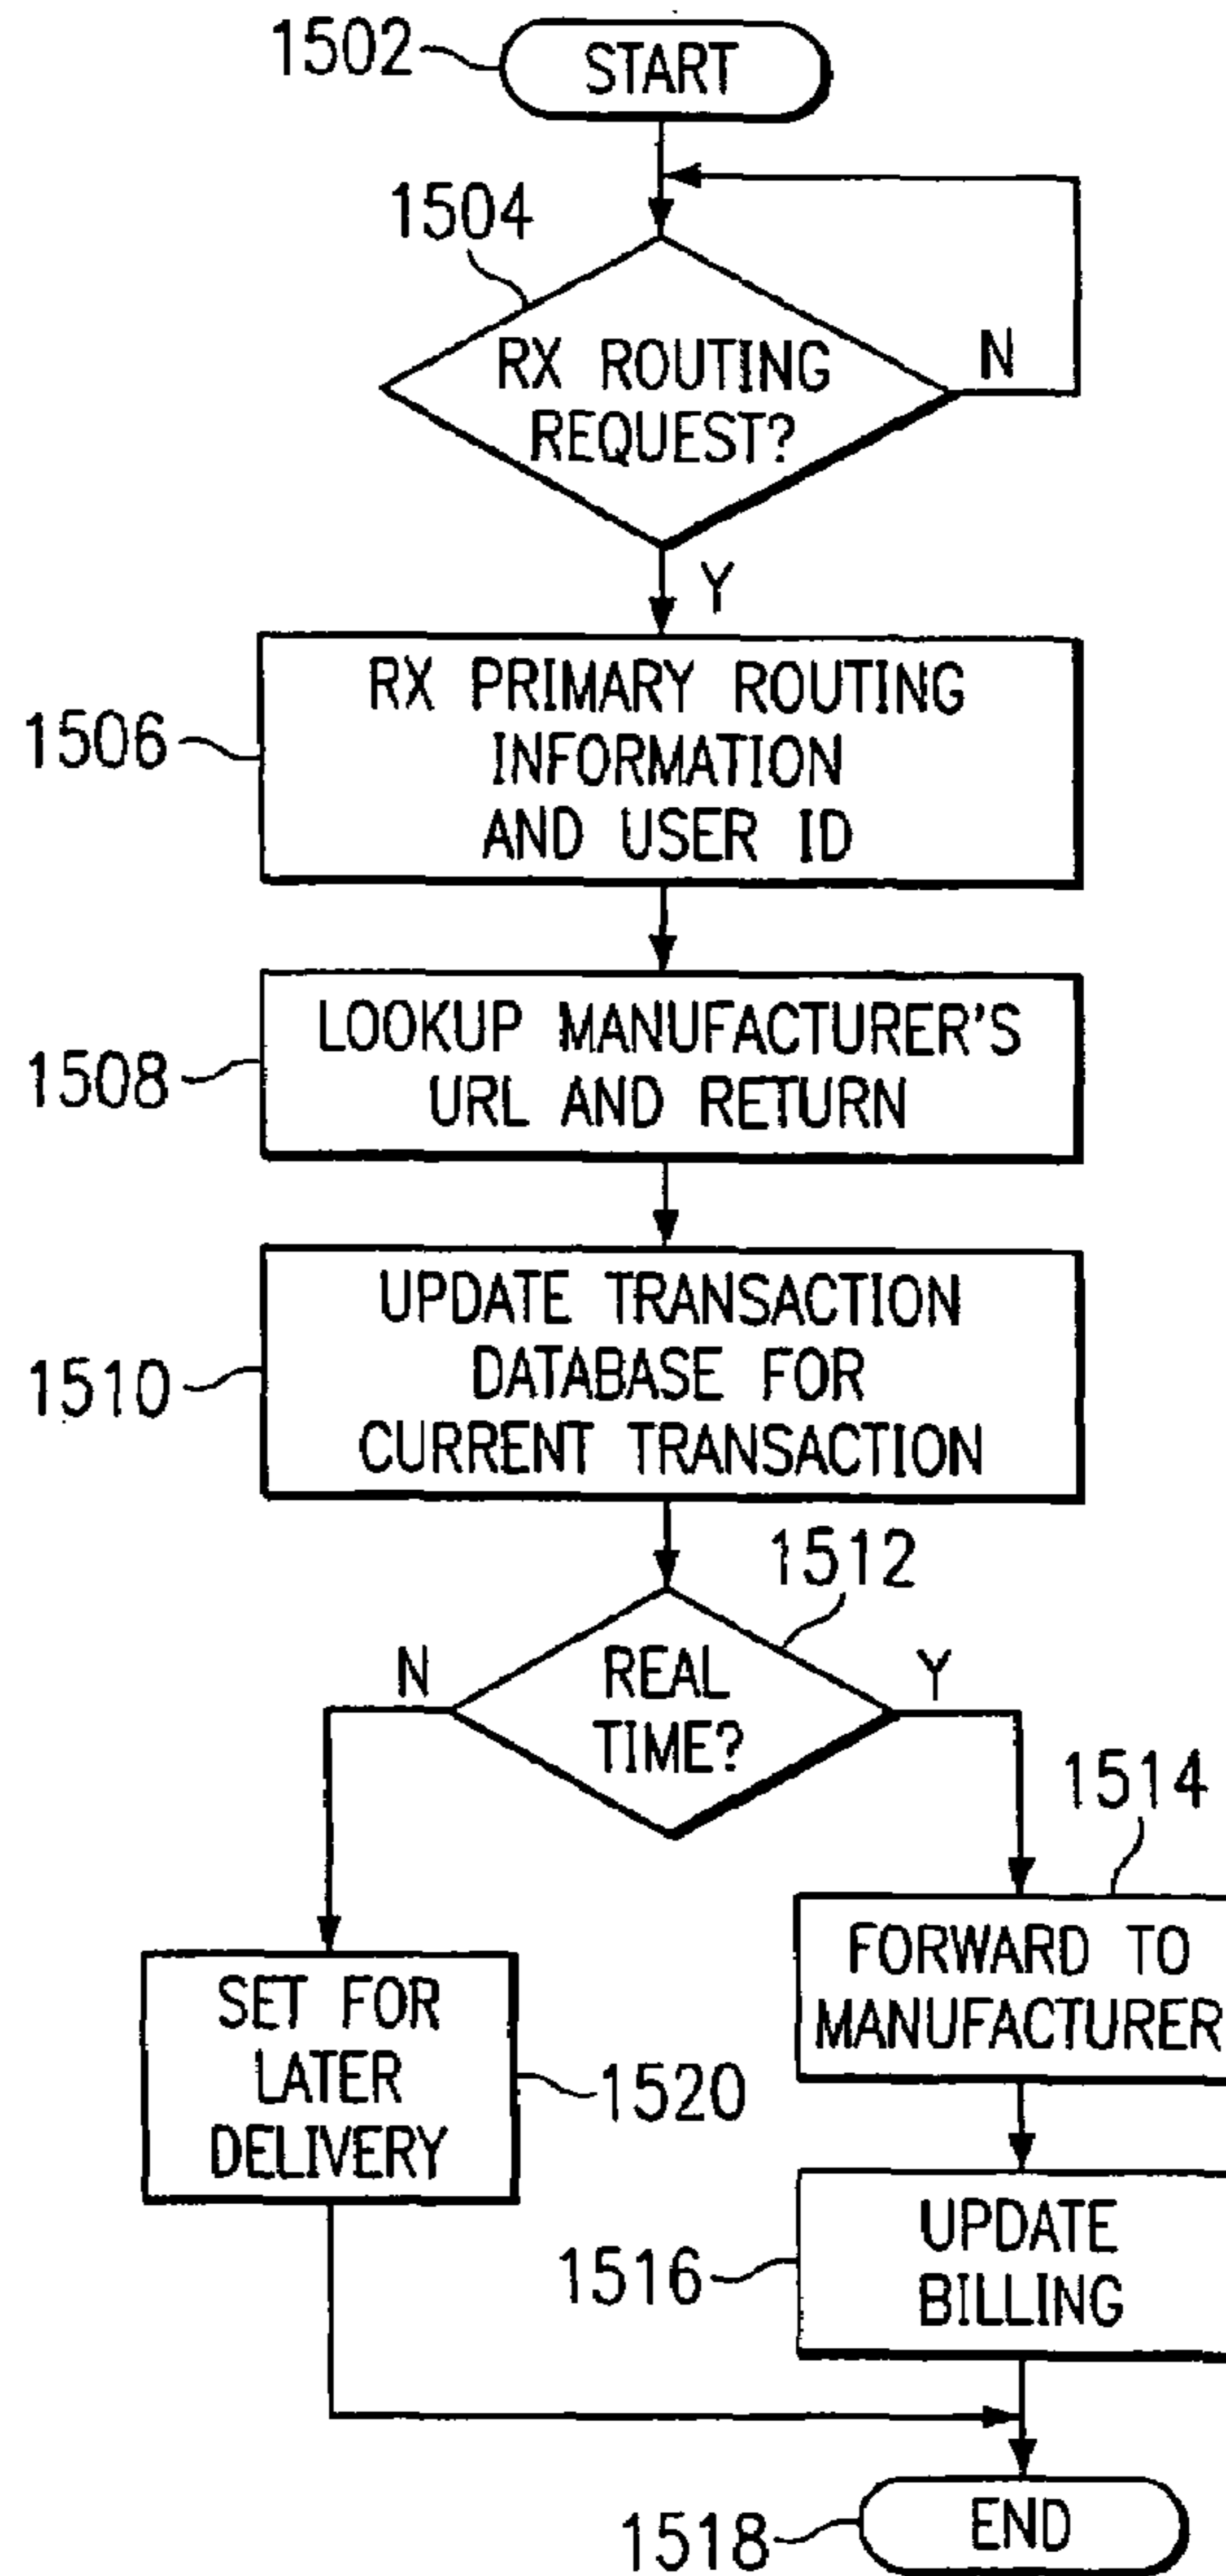 1502
START
1504
RX ROUTING
REQUEST?
N
Y
1506
RX PRIMARY ROUTING
INFORMATION
AND USER ID
1508
LOOKUP MANUFACTURER'S
URL AND RETURN
1510
UPDATE TRANSACTION
DATABASE FOR
CURRENT TRANSACTION
1512
N
REAL
TIME?
Y
1514
FORWARD TO
MANUFACTURER
SET FOR
LATER
DELIVERY
1520
1516
UPDATE
BILLING
1518
END